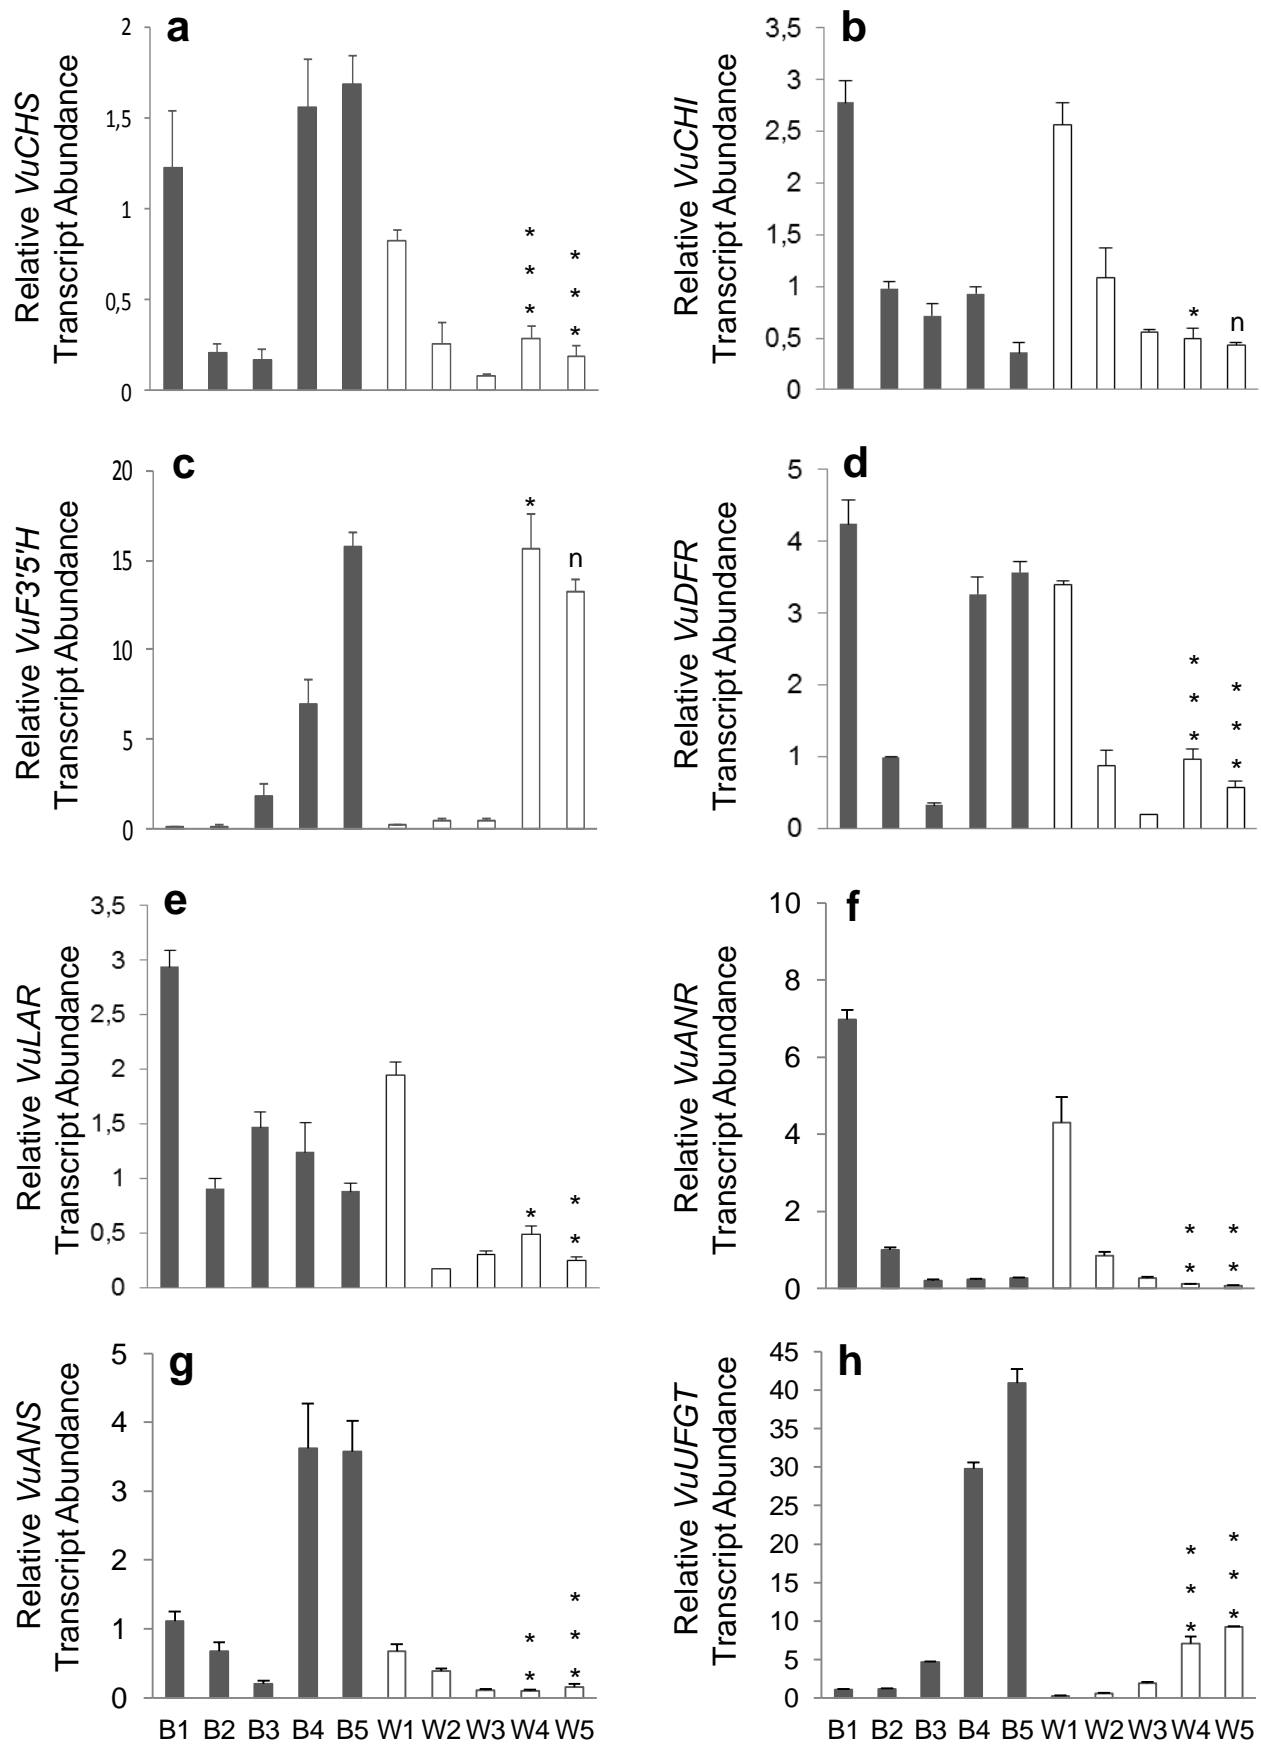 a
Relative VuCHS
Transcript Abundance
2
1,5
1
0,5
0
* *
* *
* *
b
Relative VuCHI
Transcript Abundance
3,5
3
2,5
2
1,5
1
0,5
0
* n
c
Relative VuF3'5'H
Transcript Abundance
20
15
10
5
0
* n
d
Relative VuDFR
Transcript Abundance
5
4
3
2
1
0
* *
* *
* *
e
Relative VuLAR
Transcript Abundance
3,5
3
2,5
2
1,5
1
0,5
0
*
*
*
f
Relative VuANR
Transcript Abundance
10
8
6
4
2
0
* *
* *
g
Relative VuANS
Transcript Abundance
5
4
3
2
1
0
*
* *
* *
B1 B2 B3 B4 B5 W1 W2 W3 W4 W5
h
Relative VuUFGT
Transcript Abundance
45
40
35
30
25
20
15
10
5
0
* *
* *
* *
B1 B2 B3 B4 B5 W1 W2 W3 W4 W5